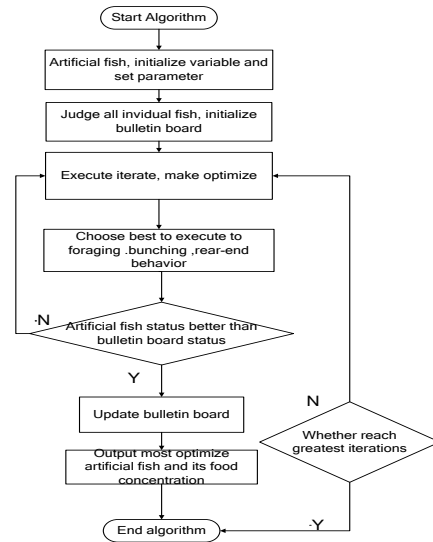 Start Algorithm
Artificial fish, initialize variable and
set parameter
Judge all invidual fish, initialize
bulletin board
Execute iterate, make optimize
Choose best to execute to
foraging .bunching ,rear-end
behavior
Artificial fish status better than
bulletin board status
.N
Y
Update bulletin board
Output most optimize
artificial fish and its food
concentration
N
Whether reach
greatest iterations
.Y
End algorithm